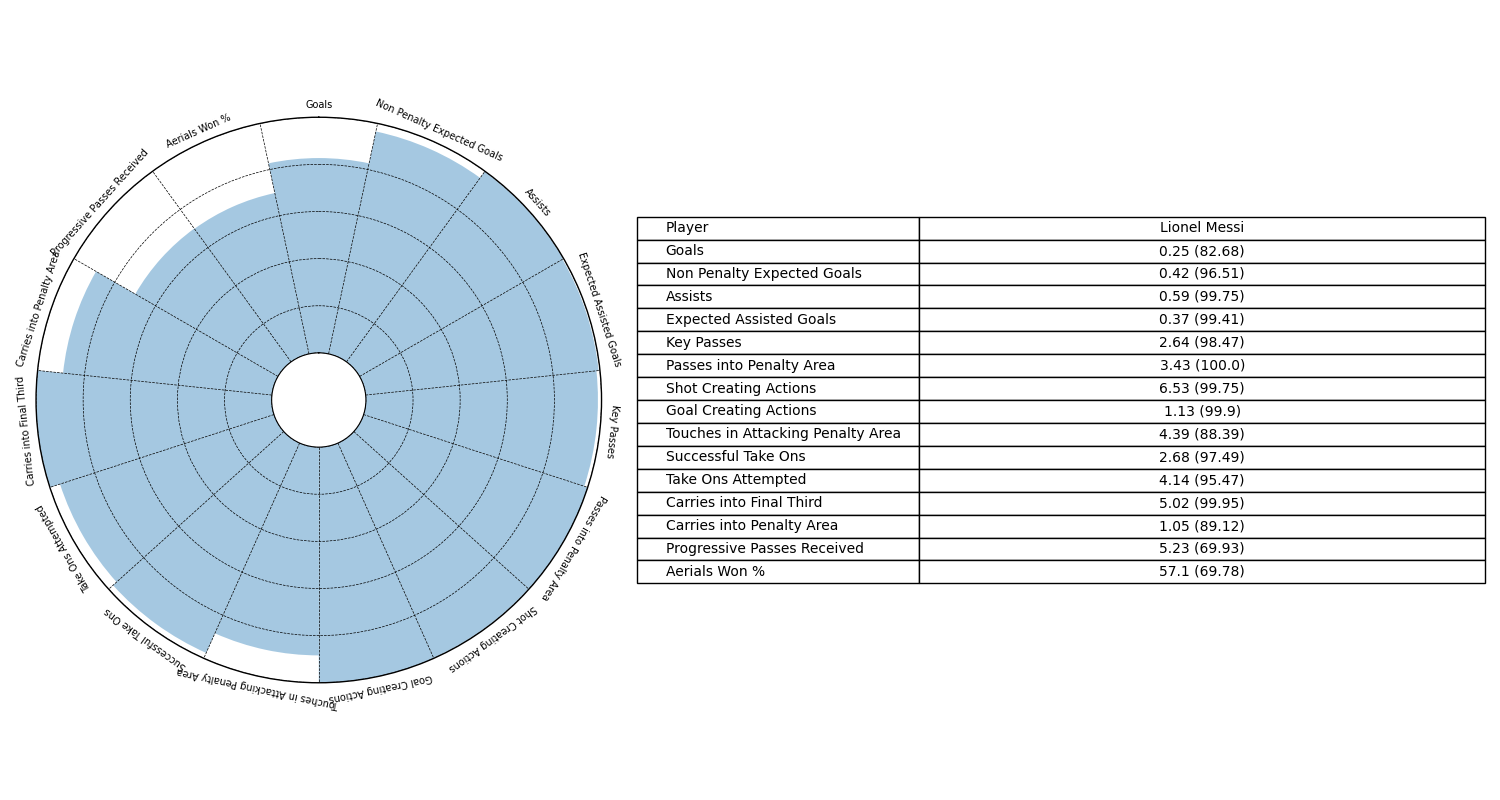 Goals
Non Penalty Expected Goals
Assists
Expected Assisted Goals
Key Passes
Passes into Penalty Area
Shot Creating Actions
Goal Creating Actions
Touches in Attacking Penalty Area
Successful Take Ons
Take Ons Attempted
Carries into Final Third
Carries into Penalty Area
Progressive Passes Received
Aerials Won %
Player Lionel Messi
Goals 0.25 (82.68)
Non Penalty Expected Goals 0.42 (96.51)
Assists 0.59 (99.75)
Expected Assisted Goals 0.37 (99.41)
Key Passes 2.64 (98.47)
Passes into Penalty Area 3.43 (100.0)
Shot Creating Actions 6.53 (99.75)
Goal Creating Actions 1.13 (99.9)
Touches in Attacking Penalty Area 4.39 (88.39)
Successful Take Ons 2.68 (97.49)
Take Ons Attempted 4.14 (95.47)
Carries into Final Third 5.02 (99.95)
Carries into Penalty Area 1.05 (89.12)
Progressive Passes Received 5.23 (69.93)
Aerials Won % 57.1 (69.78)